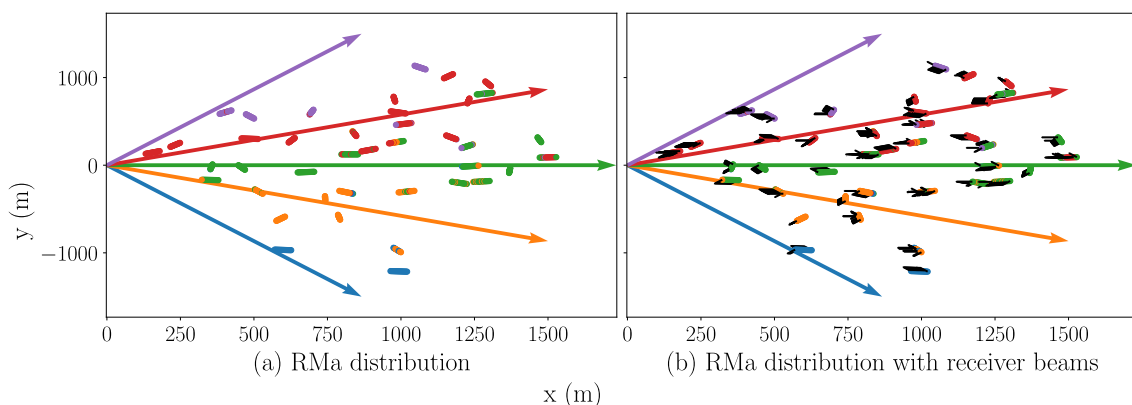 y (m)
1000
0
−1000
0 250 500 750 1000 1250 1500
0 250 500 750 1000 1250 1500
(a) RMa distribution
(b) RMa distribution with receiver beams
x (m)